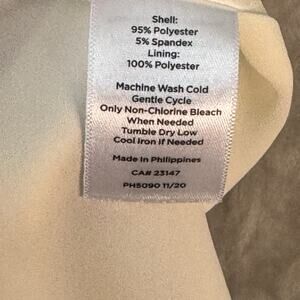 Shell:
95% Polyester
5% Spandex
Lining:
100% Polyester
Machine Wash Cold
Gentle Cycle
Only Non-Chlorine Bleach
When Needed
Tumble Dry Low
Cool Iron if Needed
Made in Philippines
CA# 23147
PH5090 11/20